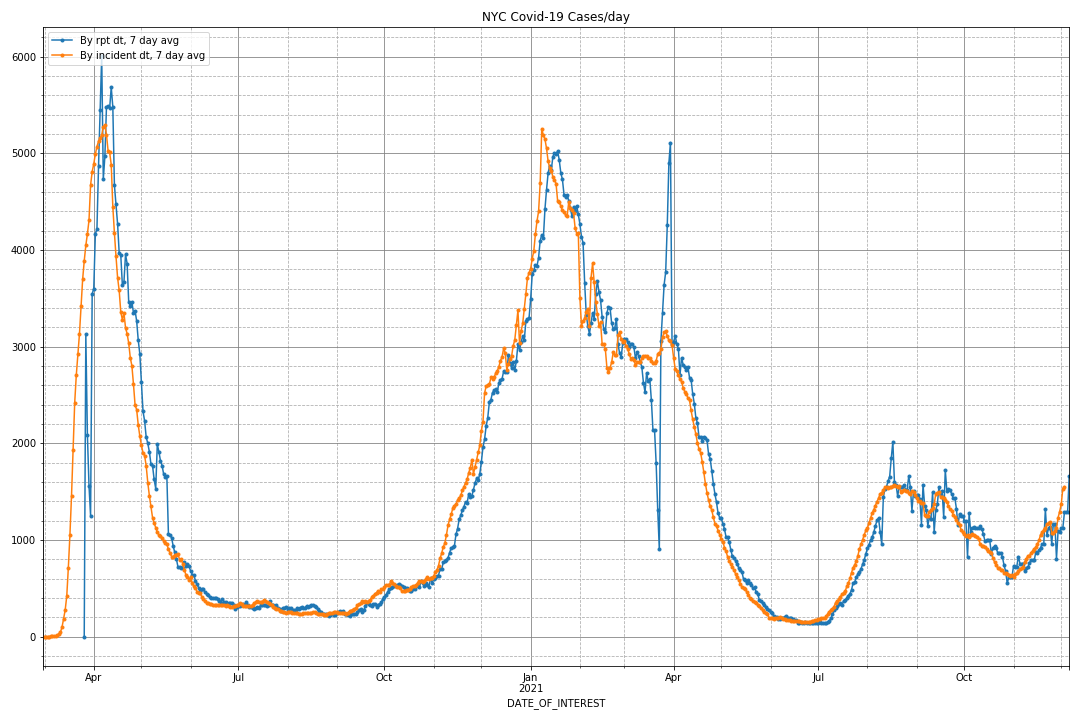 NYC Covid-19 Cases/day
By rpt dt, 7 day avg
By incident dt, 7 day avg
6000
5000
4000
3000
2000
1000
0
Apr Jul Oct Jan Apr Jul Oct
2021
DATE_OF_INTEREST